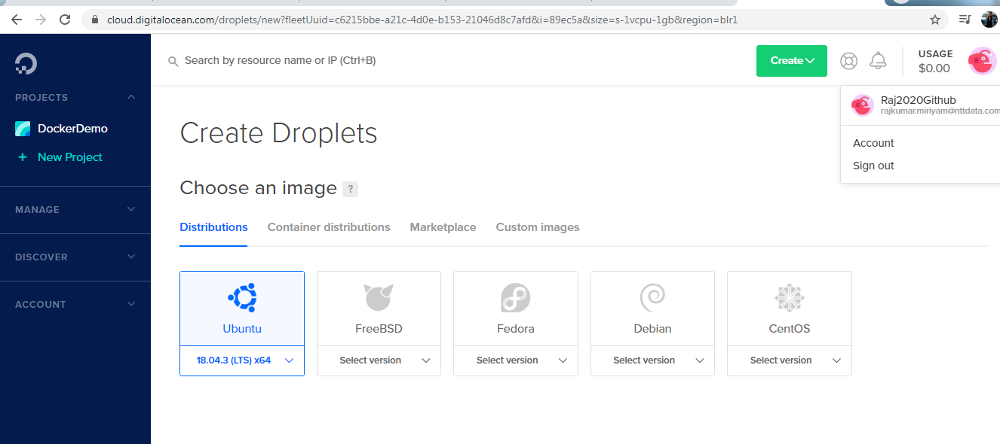 cloud.digitalocean.com/droplets/new?fleetUuid=c6215bbe-a21c-4d0e-b153-21046d8c7afd&i=89ec5a&size=s-1vcpu-1gb&region=blr1
Search by resource name or IP (Ctrl+B)
Create
USAGE
$0.00
PROJECTS
DockerDemo
+ New Project
MANAGE
DISCOVER
ACCOUNT
Raj2020Github
rajkumar.miriyam@nttdata.com
Account
Sign out
Create Droplets
Choose an image ?
Distributions Container distributions Marketplace Custom images
Ubuntu FreeBSD Fedora Debian CentOS
18.04.3 (LTS) x64 Select version Select version Select version Select version